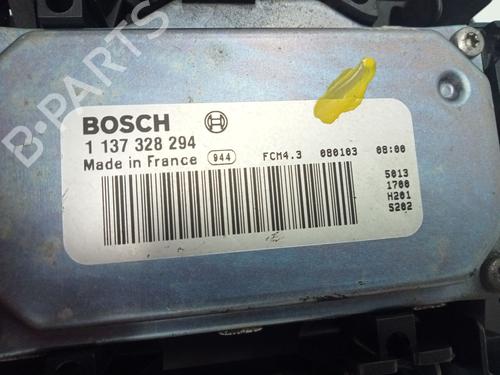 BOSCH
1 137 328 294
Made in France 944 FCM4.3 080103 08:00
5013
1700
H201
S202
B-PARTS